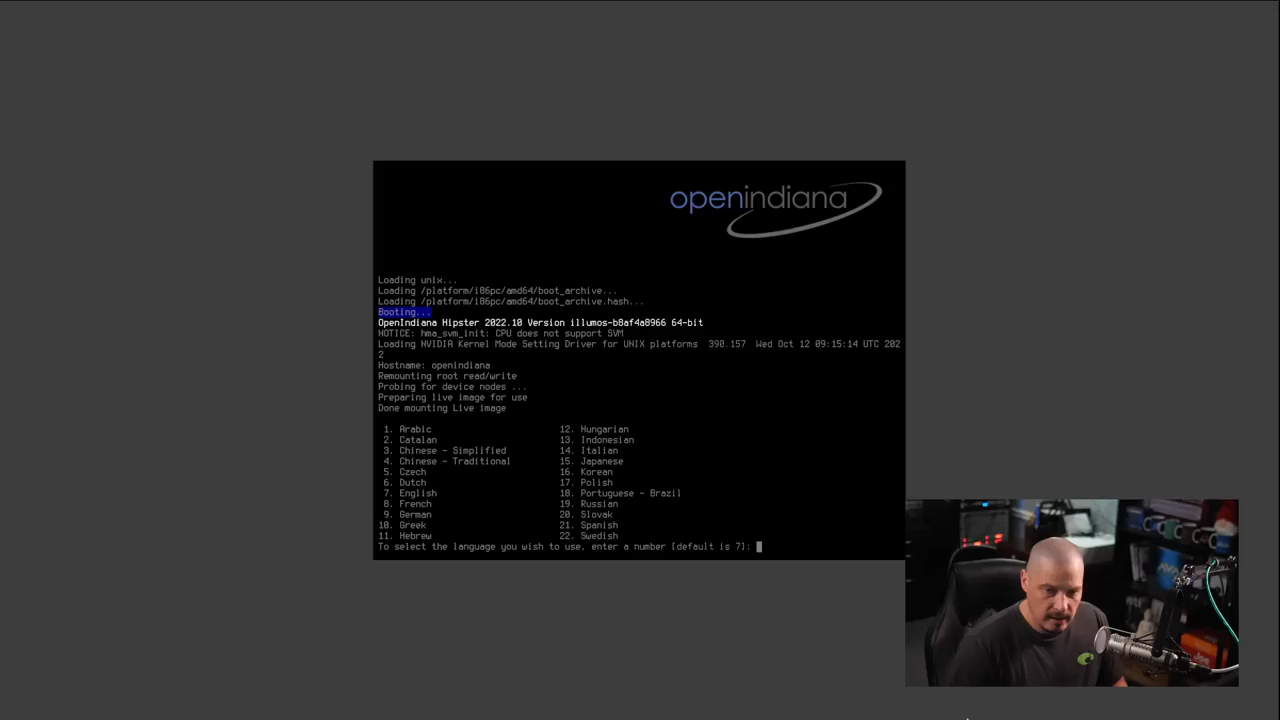 openindiana
Loading unix...
Loading /platform/i86pc/amd64/boot_archive...
Loading /platform/i86pc/amd64/boot_archive.hash...
Booting...
OpenIndiana Hipster 2022.10 Version illumos-b8af4a8966 64-bit
NOTICE: hma_svm_init: CPU does not support SVM
Loading NVIDIA Kernel Mode Setting Driver for UNIX platforms  390.157  Wed Oct 12 09:15:14 UTC 202
2
Hostname: openindiana
Remounting root read/write
Probing for device nodes ...
Preparing live image for use
Done mounting Live image
1. Arabic 12. Hungarian
2. Catalan 13. Indonesian
3. Chinese - Simplified 14. Italian
4. Chinese - Traditional 15. Japanese
5. Czech 16. Korean
6. Dutch 17. Polish
7. English 18. Portuguese - Brazil
8. French 19. Russian
9. German 20. Slovak
10. Greek 21. Spanish
11. Hebrew 22. Swedish
To select the language you wish to use, enter a number [default is 7]: